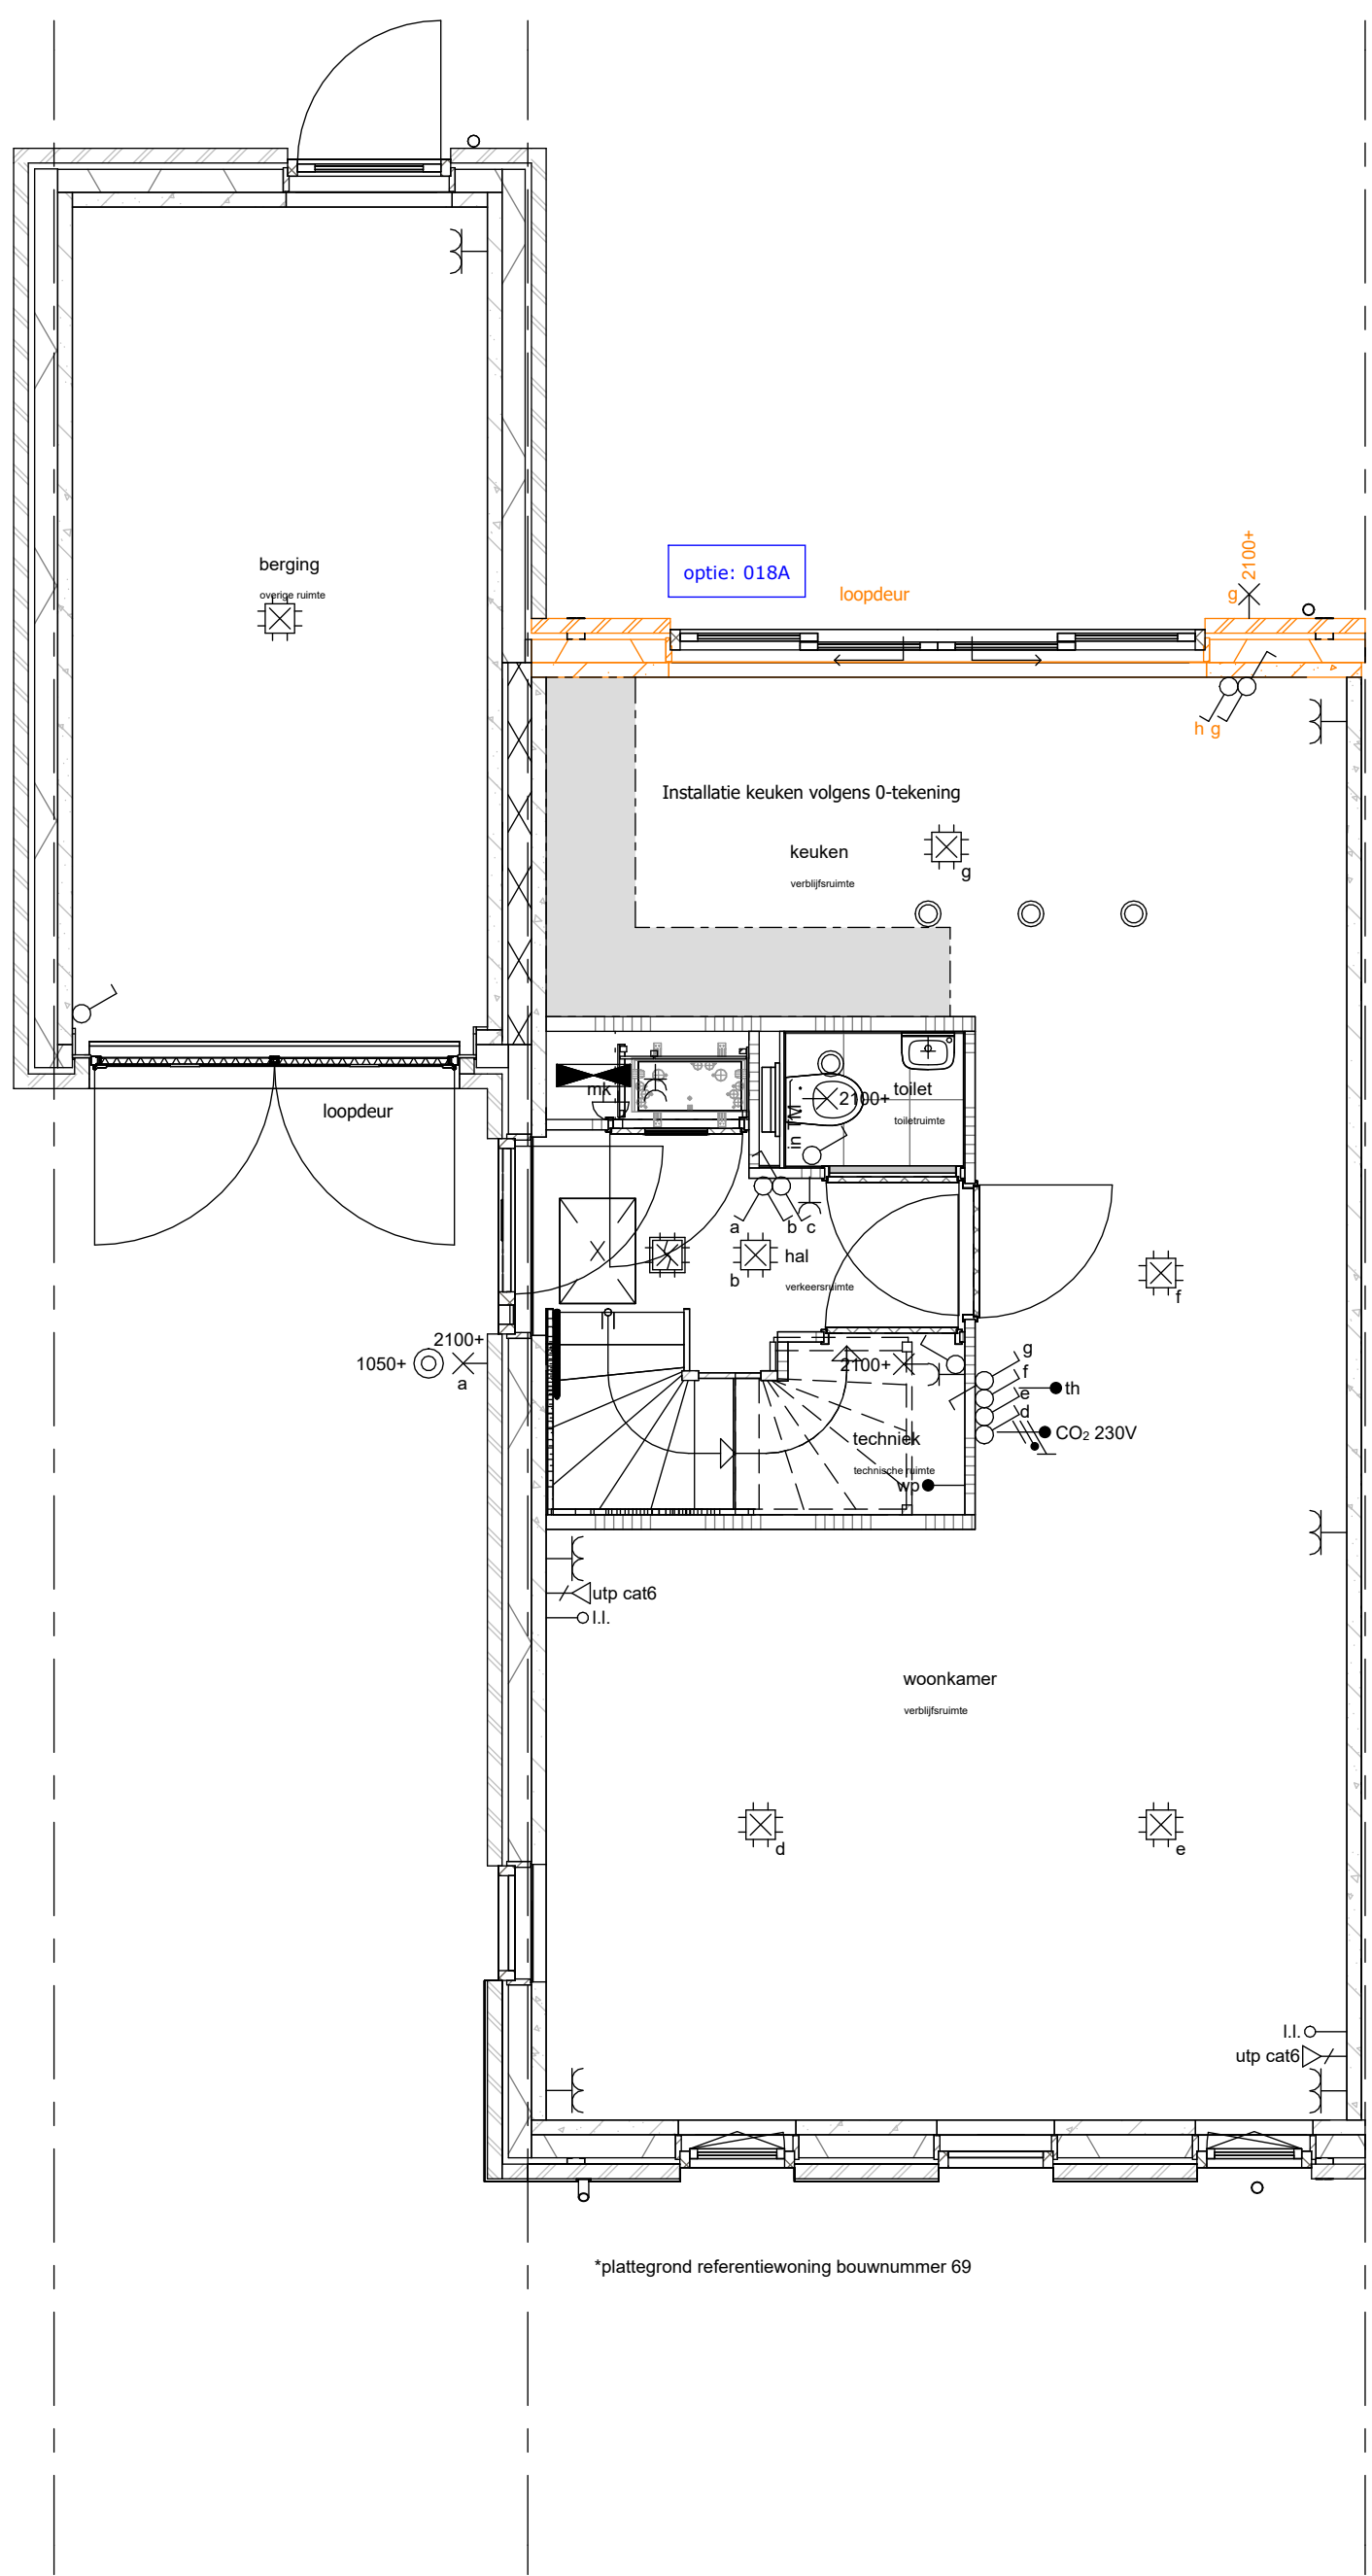 2100+
g
optie: 018A
loopdeur
berging
overige ruimte
h g
Installatie keuken volgens 0-tekening
keuken
verblijfsruimte
g
mk
in TM
2100+
toilet
toiletruimte
loopdeur
a
b
c
b
hal
verkeersruimte
f
2100+
1050+
a
2100+
g
f
e
d
th
CO₂ 230V
techniek
technische ruimte
wp
utp cat6
l.l.
woonkamer
verblijfsruimte
d
e
l.l.
utp cat6
*plattegrond referentiewoning bouwnummer 69